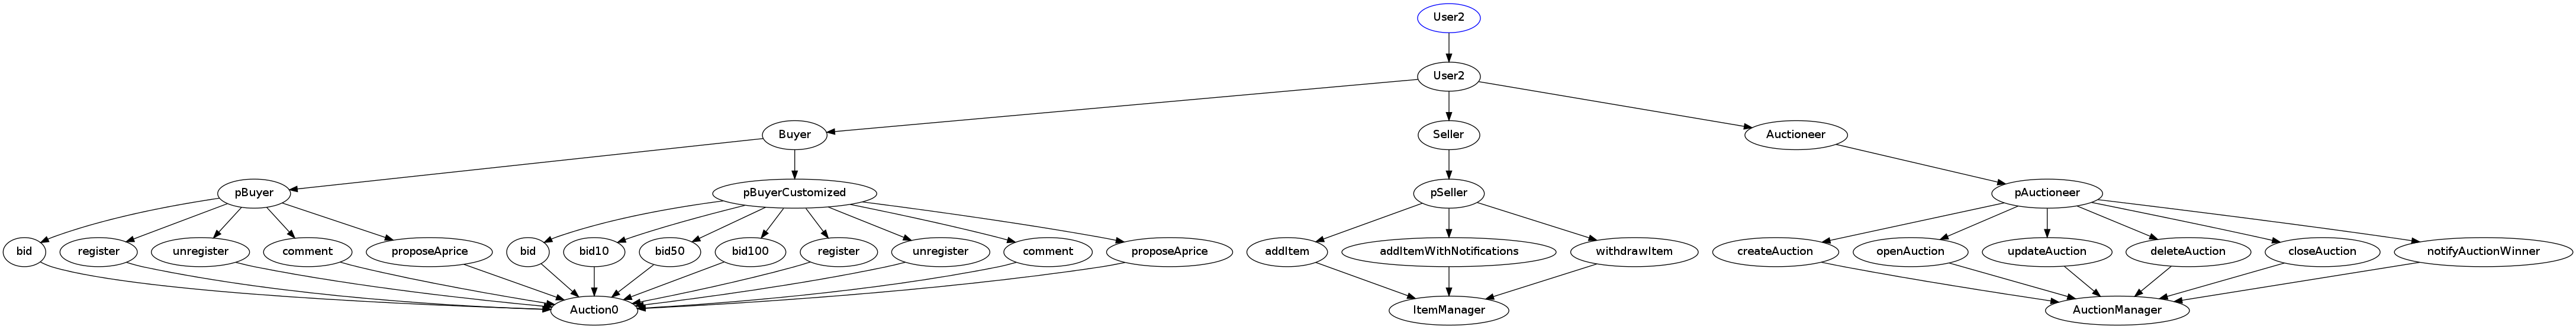 User2
User2
Buyer
Seller
Auctioneer
pBuyer
pBuyerCustomized
pSeller
pAuctioneer
bid
register
unregister
comment
proposeAprice
bid
bid10
bid50
bid100
register
unregister
comment
proposeAprice
addItem
addItemWithNotifications
withdrawItem
createAuction
openAuction
updateAuction
deleteAuction
closeAuction
notifyAuctionWinner
Auction0
ItemManager
AuctionManager